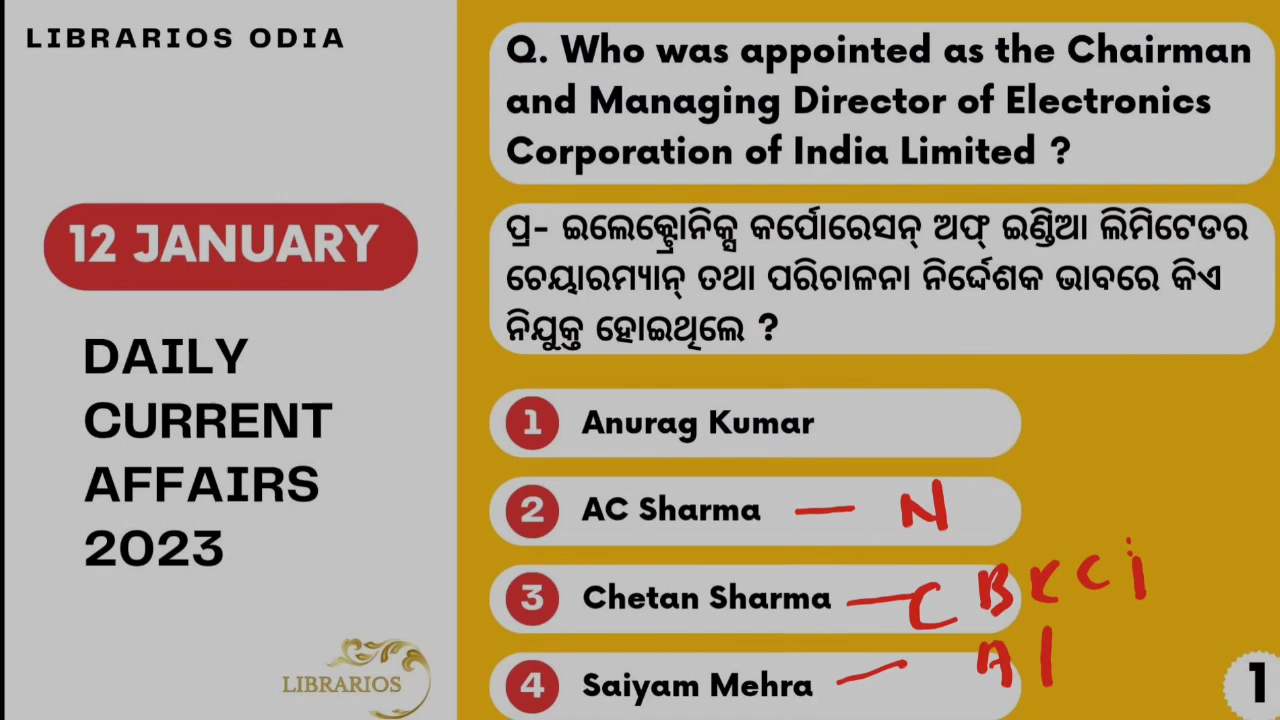 LIBRARIOS ODIA
12 JANUARY
DAILY
CURRENT
AFFAIRS
2023
LIBRARIOS
Q. Who was appointed as the Chairman
and Managing Director of Electronics
Corporation of India Limited ?
ପ୍ର- ଇଲେକ୍ଟ୍ରୋନିକ୍ସ କର୍ପୋରେସନ୍ ଅଫ୍ ଇଣ୍ଡିଆ ଲିମିଟେଡର
ଚେୟାରମ୍ୟାନ୍ ତଥା ପରିଚାଳନା ନିର୍ଦ୍ଦେଶକ ଭାବରେ କିଏ
ନିଯୁକ୍ତ ହୋଇଥିଲେ ?
1 Anurag Kumar
2 AC Sharma — N
3 Chetan Sharma — C B K C i
4 Saiyam Mehra — A I
1